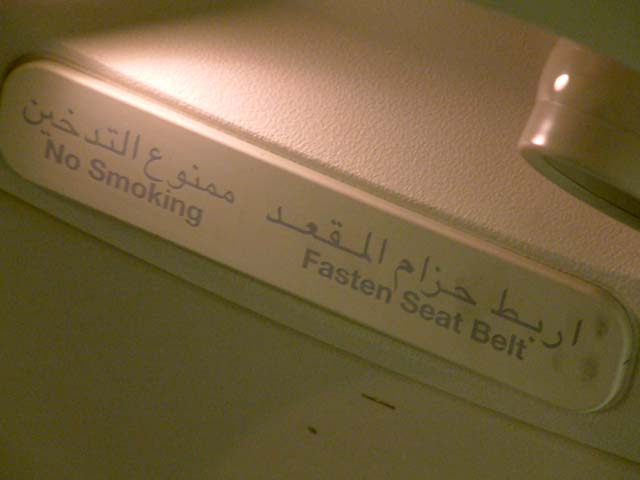 ممنوع التدخين
No Smoking
اربط حزام المقعد
Fasten Seat Belt